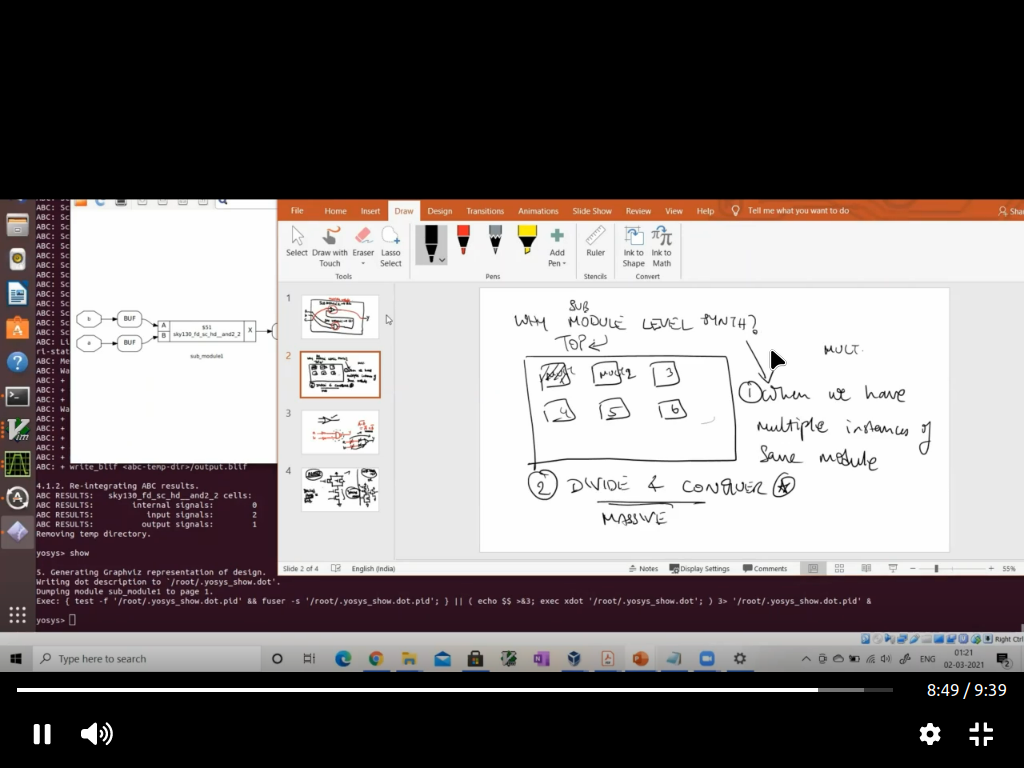 File Home Insert Draw Design Transitions Animations Slide Show Review View Help Tell me what you want to do Shar
Select Draw with Touch Eraser Lasso Select Add Pen Ruler Ink to Shape Ink to Math
Tools Pens Stencils Convert
ABC: Sc
ABC: Sc
ABC: Sc
ABC: Sc
ABC: Sc
ABC: Sc
ABC: Sc
ABC: Sc
ABC: Sc
ABC: Sc
ABC: Sc
ABC: Sc
ABC: Li
ri-stat
ABC: Me
ABC: Wa
ABC: +
ABC: +
ABC: Wa
ABC: +
ABC: +
ABC: +
ABC: +
ABC: + write_blif <abc-temp-dir>/output.blif
4.1.2. Re-integrating ABC results.
ABC RESULTS: sky130_fd_sc_hd__and2_2 cells: 1
ABC RESULTS: internal signals: 0
ABC RESULTS: input signals: 2
ABC RESULTS: output signals: 1
Removing temp directory.
yosys> show
5. Generating Graphviz representation of design.
Writing dot description to `/root/.yosys_show.dot'.
Dumping module sub_module1 to page 1.
Exec: { test -f '/root/.yosys_show.dot.pid' && fuser -s '/root/.yosys_show.dot.pid'; } || ( echo $$ >&3; exec xdot '/root/.yosys_show.dot'; ) 3> '/root/.yosys_show.dot.pid' &
yosys>
b BUF
a BUF
A
B
$51
sky130_fd_sc_hd__and2_2
X
sub_module1
1
2
3
4
SUB
WHY MODULE LEVEL SYNTH?
TOP
MULT.
MULT2 3
4 5 6
1 When we have
multiple instances of
Same module
2 DIVIDE & CONQUER
MASSIVE
Slide 2 of 4 English (India) Notes Display Settings Comments 55%
Right Ctrl
Type here to search
ENG
01:21
02-03-2021
2
8:49 / 9:39